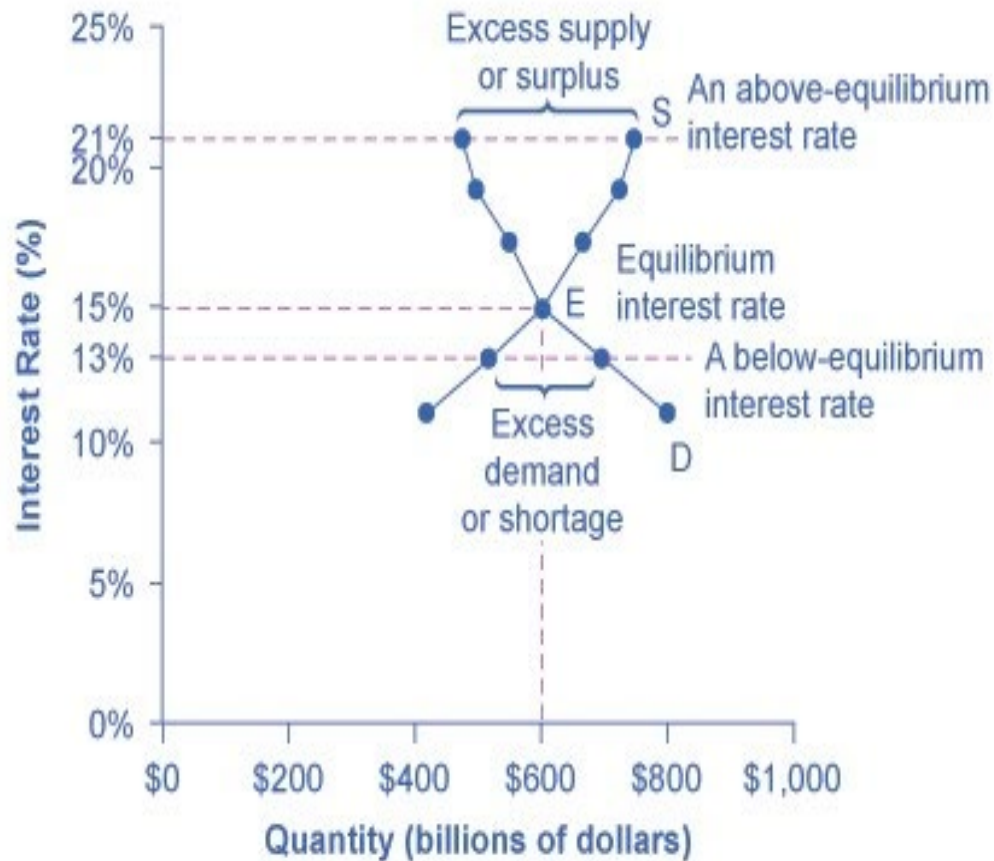 25%
Excess supply
or surplus
S
An above-equilibrium
interest rate
21%
20%
Interest Rate (%)
Equilibrium
interest rate
15%
E
13%
A below-equilibrium
interest rate
Excess
demand
or shortage
10%
D
5%
0%
$0
$200
$400
$600
$800
$1,000
Quantity (billions of dollars)